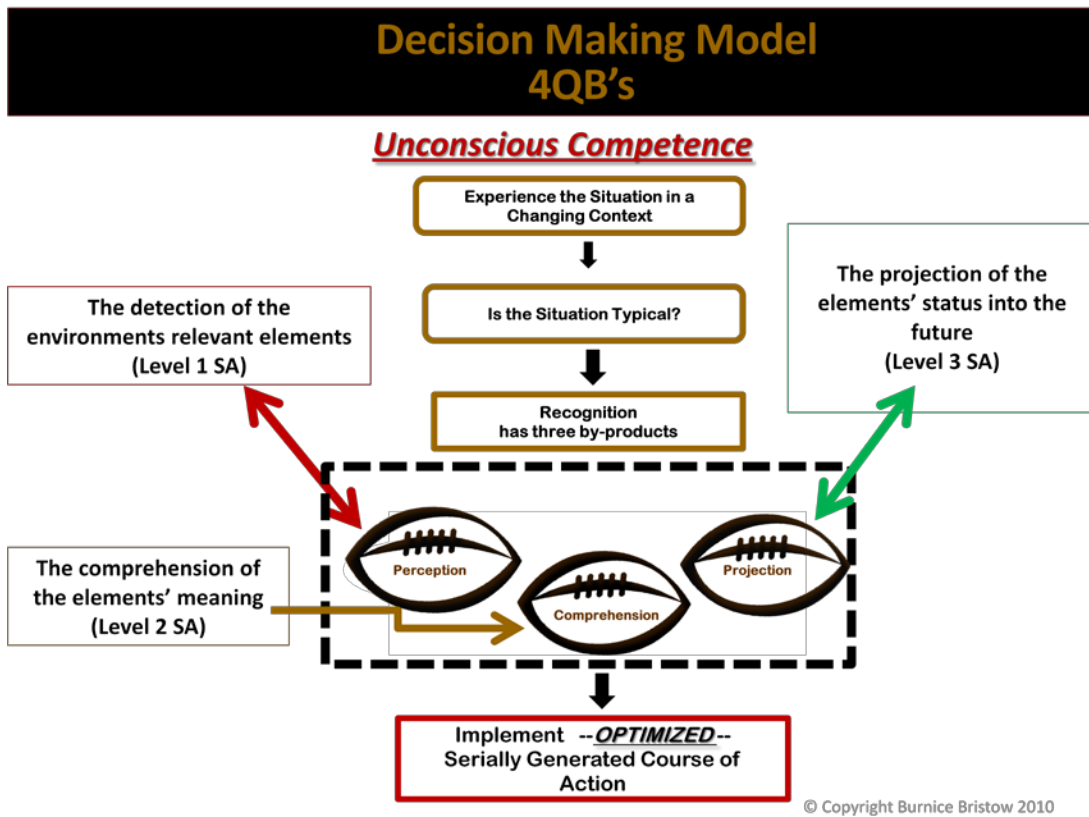 Decision Making Model
4QB's
Unconscious Competence
Experience the Situation in a
Changing Context
The detection of the
environments relevant elements
(Level 1 SA)
Is the Situation Typical?
The projection of the
elements' status into the
future
(Level 3 SA)
Recognition
has three by-products
Perception
Comprehension
Projection
The comprehension of
the elements' meaning
(Level 2 SA)
Implement --OPTIMIZED--
Serially Generated Course of
Action
© Copyright Burnice Bristow 2010